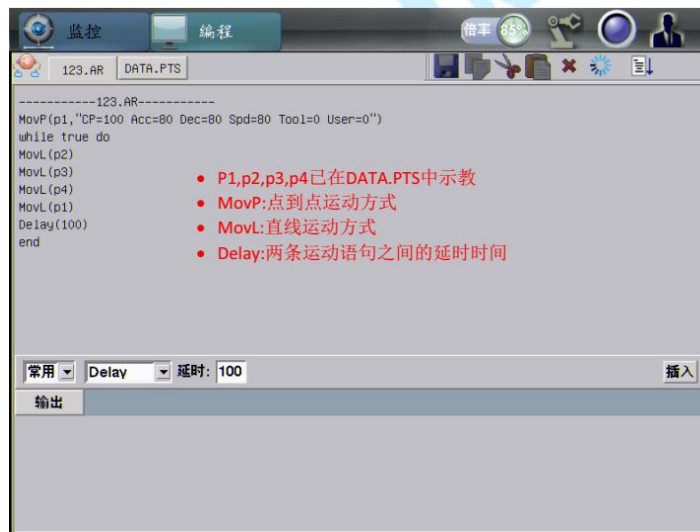 监控
编程
倍率 85%
123.AR
DATA.PTS
-----------123.AR-----------
MovP(p1,"CP=100 Acc=80 Dec=80 Spd=80 Tool=0 User=0")
while true do
MovL(p2)
MovL(p3)
MovL(p4)
MovL(p1)
Delay(100)
end
• P1,p2,p3,p4已在DATA.PTS中示教
• MovP:点到点运动方式
• MovL:直线运动方式
• Delay:两条运动语句之间的延时时间
常用 Delay 延时: 100 插入
输出